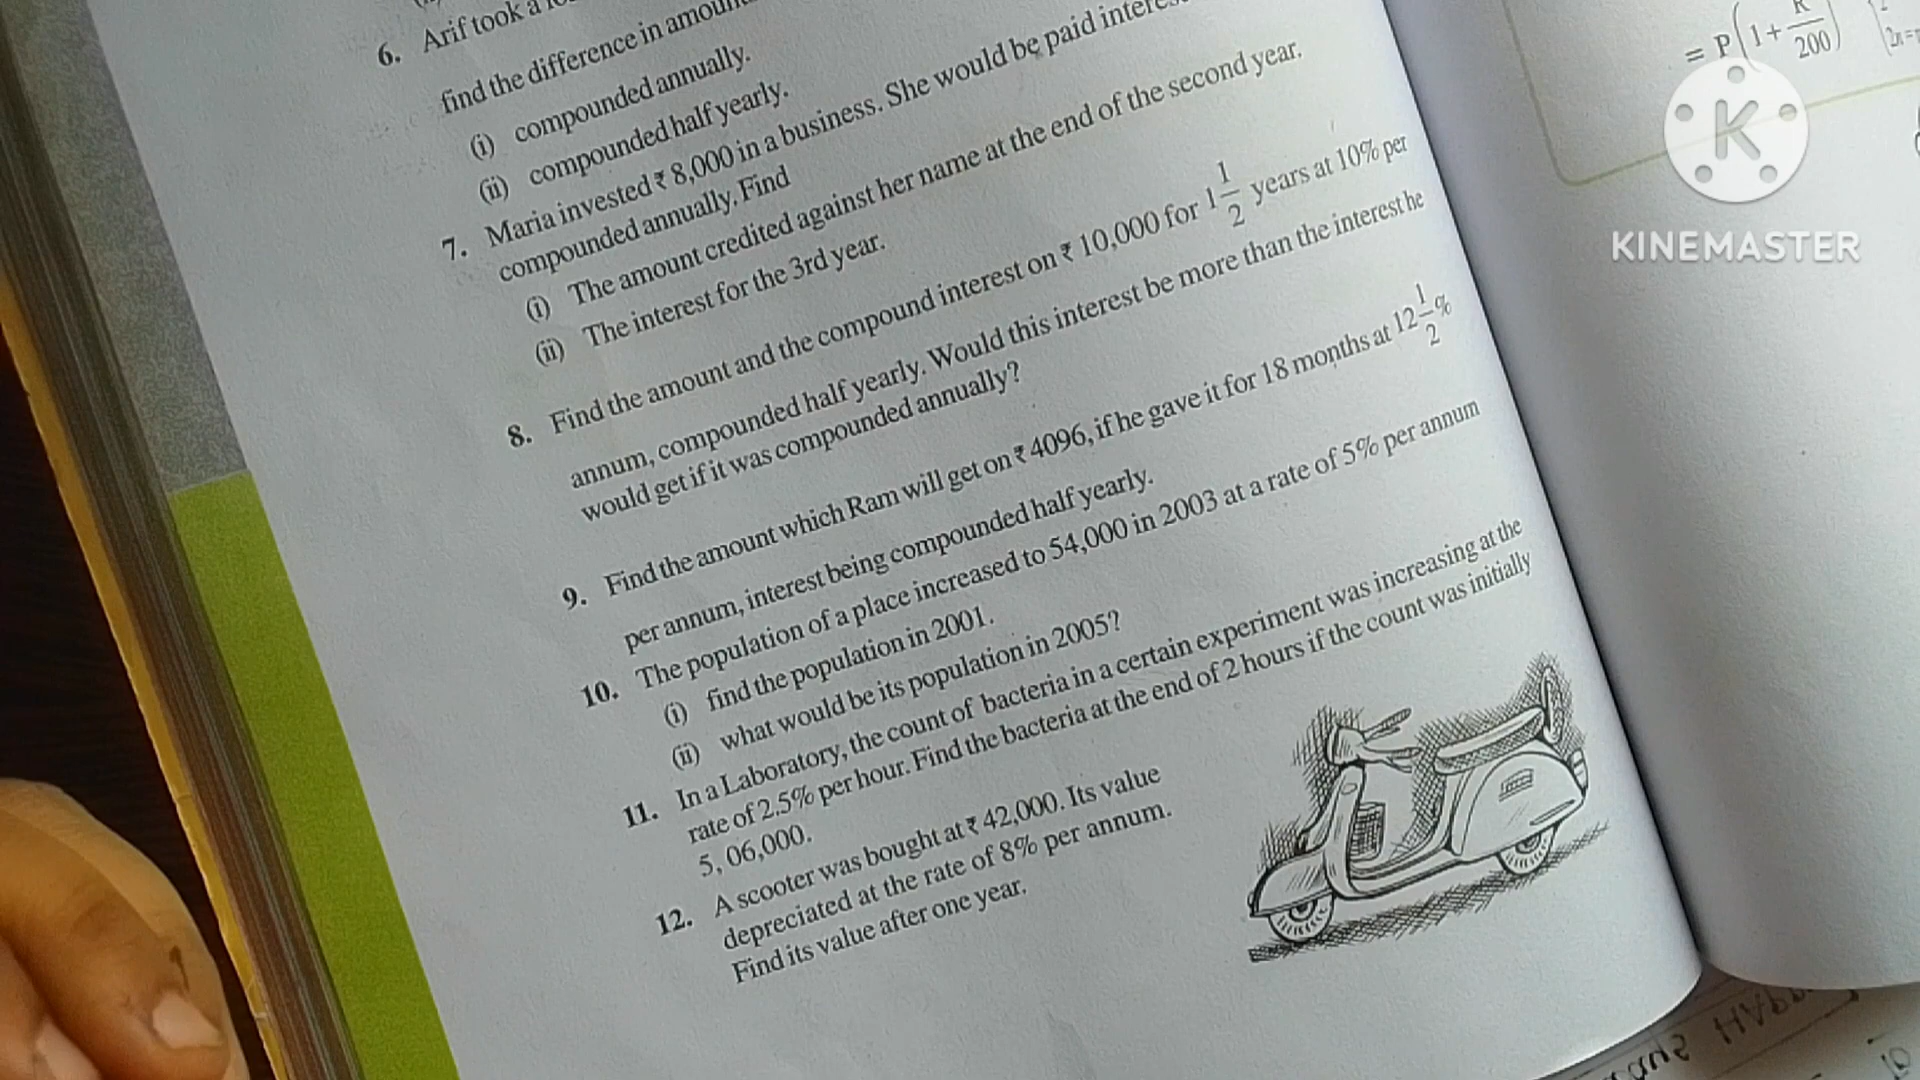 6. Arif took a
find the difference in
(i) compounded annually.
(ii) compounded half yearly.
7. Maria invested ₹ 8,000 in a business. She would be paid
compounded annually. Find
(i) The amount credited against her name at the end of the second year.
(ii) The interest for the 3rd year.
8. Find the amount and the compound interest on ₹ 10,000 for 1 1/2 years at 10% per
annum, compounded half yearly. Would this interest be more than the interest he
would get if it was compounded annually?
9. Find the amount which Ram will get on ₹ 4096, if he gave it for 18 months at 12 1/2 %
per annum, interest being compounded half yearly.
10. The population of a place increased to 54,000 in 2003 at a rate of 5% per annum
(i) find the population in 2001.
(ii) what would be its population in 2005?
11. In a Laboratory, the count of bacteria in a certain experiment was increasing at the
rate of 2.5% per hour. Find the bacteria at the end of 2 hours if the count was initially
5, 06,000.
12. A scooter was bought at ₹ 42,000. Its value
depreciated at the rate of 8% per annum.
Find its value after one year.
= P(1 + R/200)
K
KINEMASTER